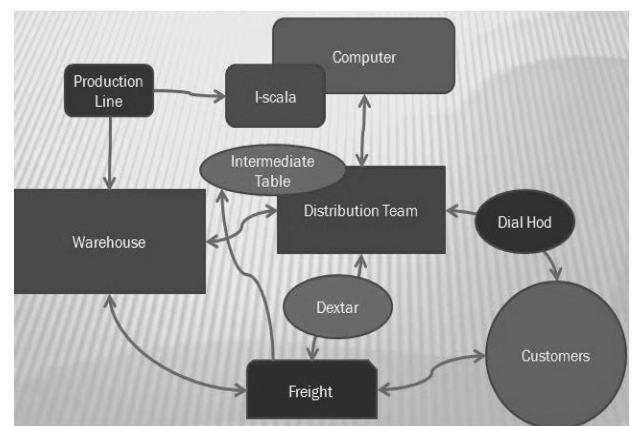 Computer
Production
Line
I-scala
Intermediate
Table
Distribution Team
Warehouse
Dial Hod
Dextar
Customers
Freight